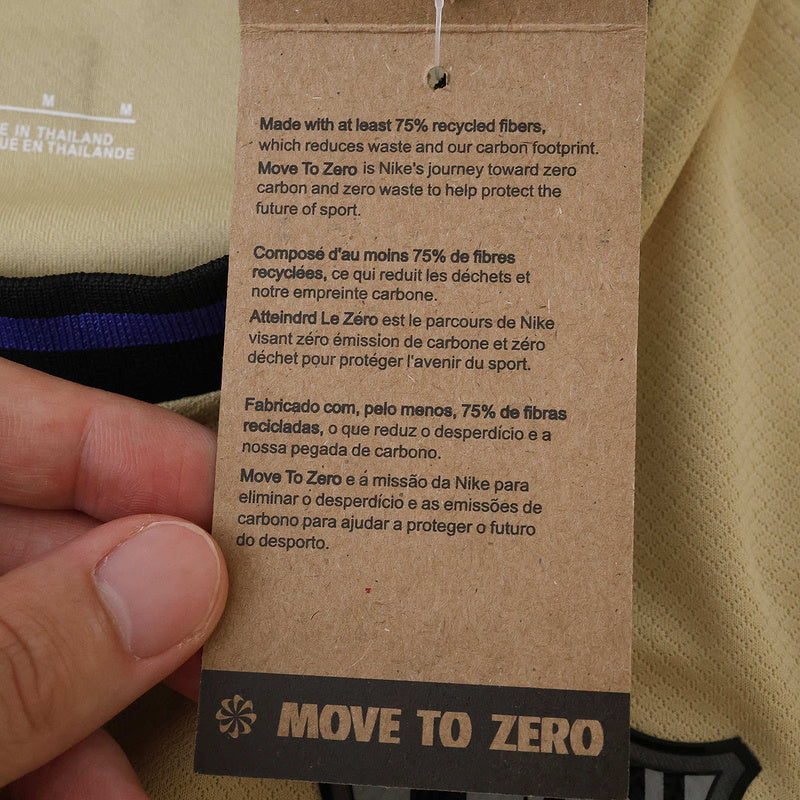 M M
E IN THAILAND
UE EN THAÏLANDE
Made with at least 75% recycled fibers,
which reduces waste and our carbon footprint.
Move To Zero is Nike's journey toward zero
carbon and zero waste to help protect the
future of sport.
Composé d'au moins 75% de fibres
recyclées, ce qui reduit les déchets et
notre empreinte carbone.
Atteindrd Le Zéro est le parcours de Nike
visant zéro émission de carbone et zéro
déchet pour protéger l'avenir du sport.
Fabricado com, pelo menos, 75% de fibras
recicladas, o que reduz o desperdício e a
nossa pegada de carbono.
Move To Zero e á missão da Nike para
eliminar o desperdício e as emissões de
carbono para ajudar a proteger o futuro
do desporto.
MOVE TO ZERO